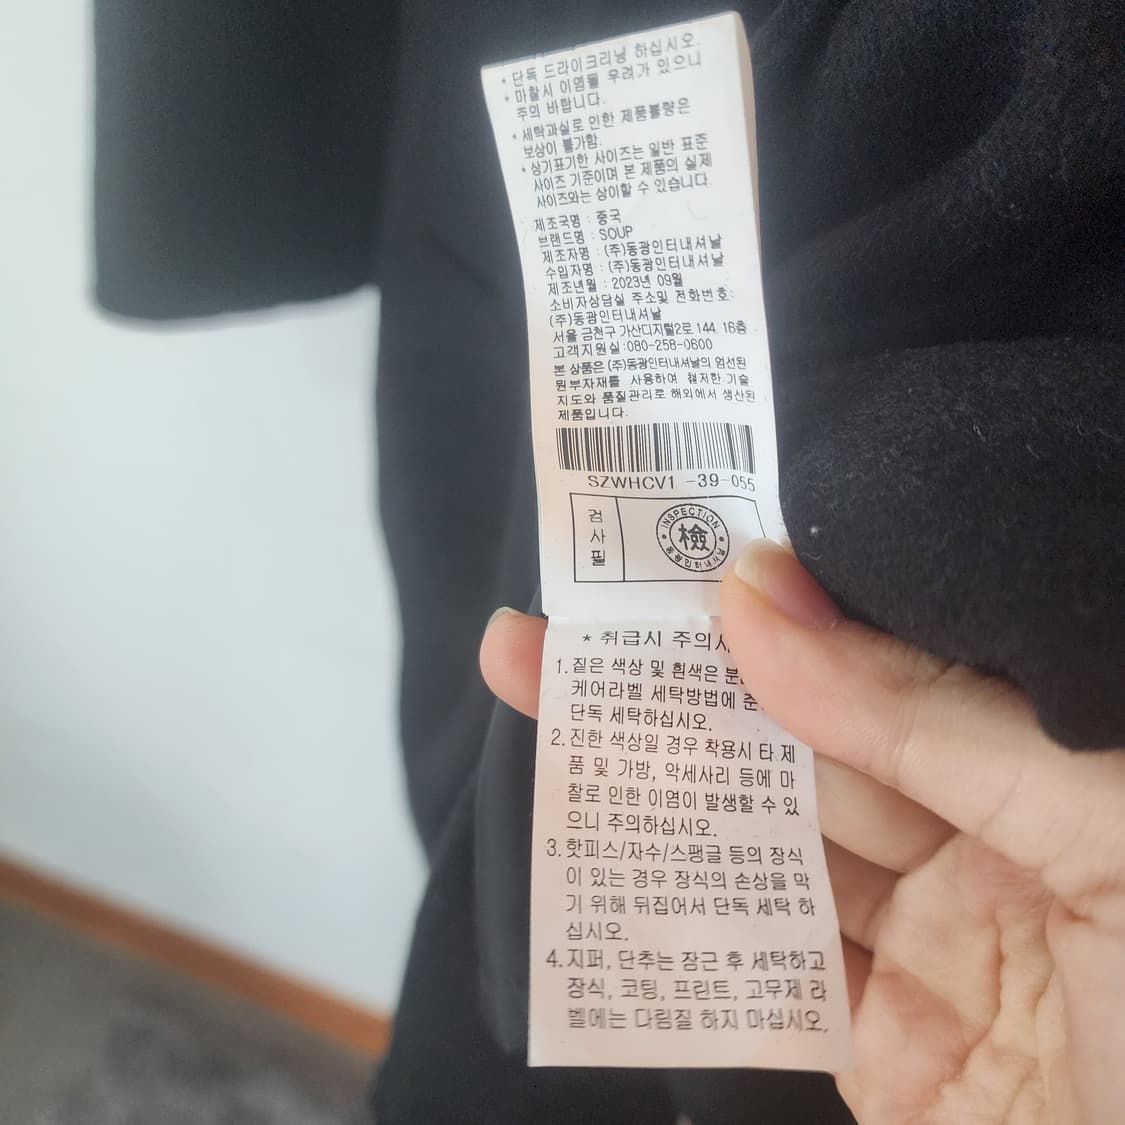 * 단독 드라이크리닝 하십시오.
* 마찰시 이염될 우려가 있으니
주의 바랍니다.
* 세탁과실로 인한 제품불량은
보상이 불가함.
* 상기표기한 사이즈는 일반 표준
사이즈 기준이며 본 제품의 실제
사이즈와는 상이할 수 있습니다.
제조국명 : 중국
브랜드명 : SOUP
제조자명 : (주)동광인터내셔날
수입자명 : (주)동광인터내셔날
제조년월 : 2023년 09월
소비자상담실 주소및 전화번호:
(주)동광인터내셔날
서울 금천구 가산디지털2로 144. 16층
고객지원실:080-258-0600
본 상품은 (주)동광인터내셔날의 엄선된
원부자재를 사용하여 철저한 기술
지도와 품질관리로 해외에서 생산된
제품입니다.
SZWHCV1 -39-055
검사필
INSPECTION
檢
동광인터내셔날
* 취급시 주의
1. 짙은 색상 및 흰색은
케어라벨 세탁방법에
단독 세탁하십시오.
2. 진한 색상일 경우 착용시 타 제
품 및 가방, 악세사리 등에 마
찰로 인한 이염이 발생할 수 있
으니 주의하십시오.
3. 핫피스/자수/스팽글 등의 장식
이 있는 경우 장식의 손상을 막
기 위해 뒤집어서 단독 세탁 하
십시오.
4. 지퍼, 단추는 잠근 후 세탁하고
장식, 코팅, 프린트, 고무제 라
벨에는 다림질 하지 마십시오.